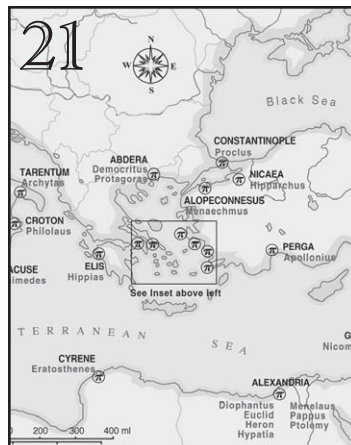 21
N
W E
S
Black Sea
CONSTANTINOPLE
Proclus
ABDERA
Democritus
Protagoras
NICAEA
Hipparchus
TARENTUM
Archytas
ALOPECONNESUS
Menaechmus
CROTON
Philolaus
PERGA
Apollonius
ELIS
Hippias
ACUSE
imedes
See Inset above left
TERRANEAN SEA
G
Nicom
CYRENE
Eratosthenes
ALEXANDRIA
Diophantus
Euclid
Heron
Hypatia
Menelaus
Pappus
Ptolemy
0 200 400 ml